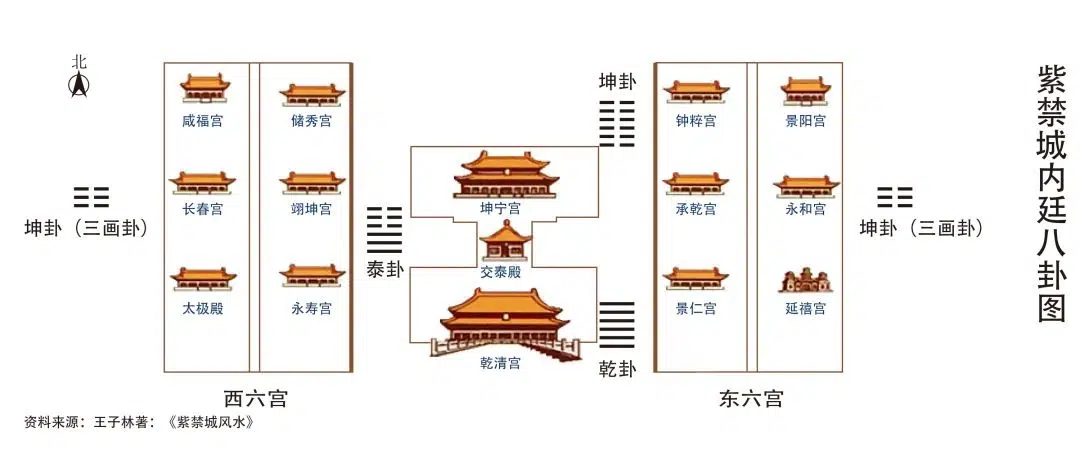 紫禁城内廷八卦图
北
咸福宫
储秀宫
长春宫
翊坤宫
太极殿
永寿宫
西六宫
坤卦（三画卦）
泰卦
坤卦
坤宁宫
交泰殿
乾清宫
乾卦
钟粹宫
景阳宫
承乾宫
永和宫
景仁宫
延禧宫
东六宫
坤卦（三画卦）
资料来源：王子林著：《紫禁城风水》